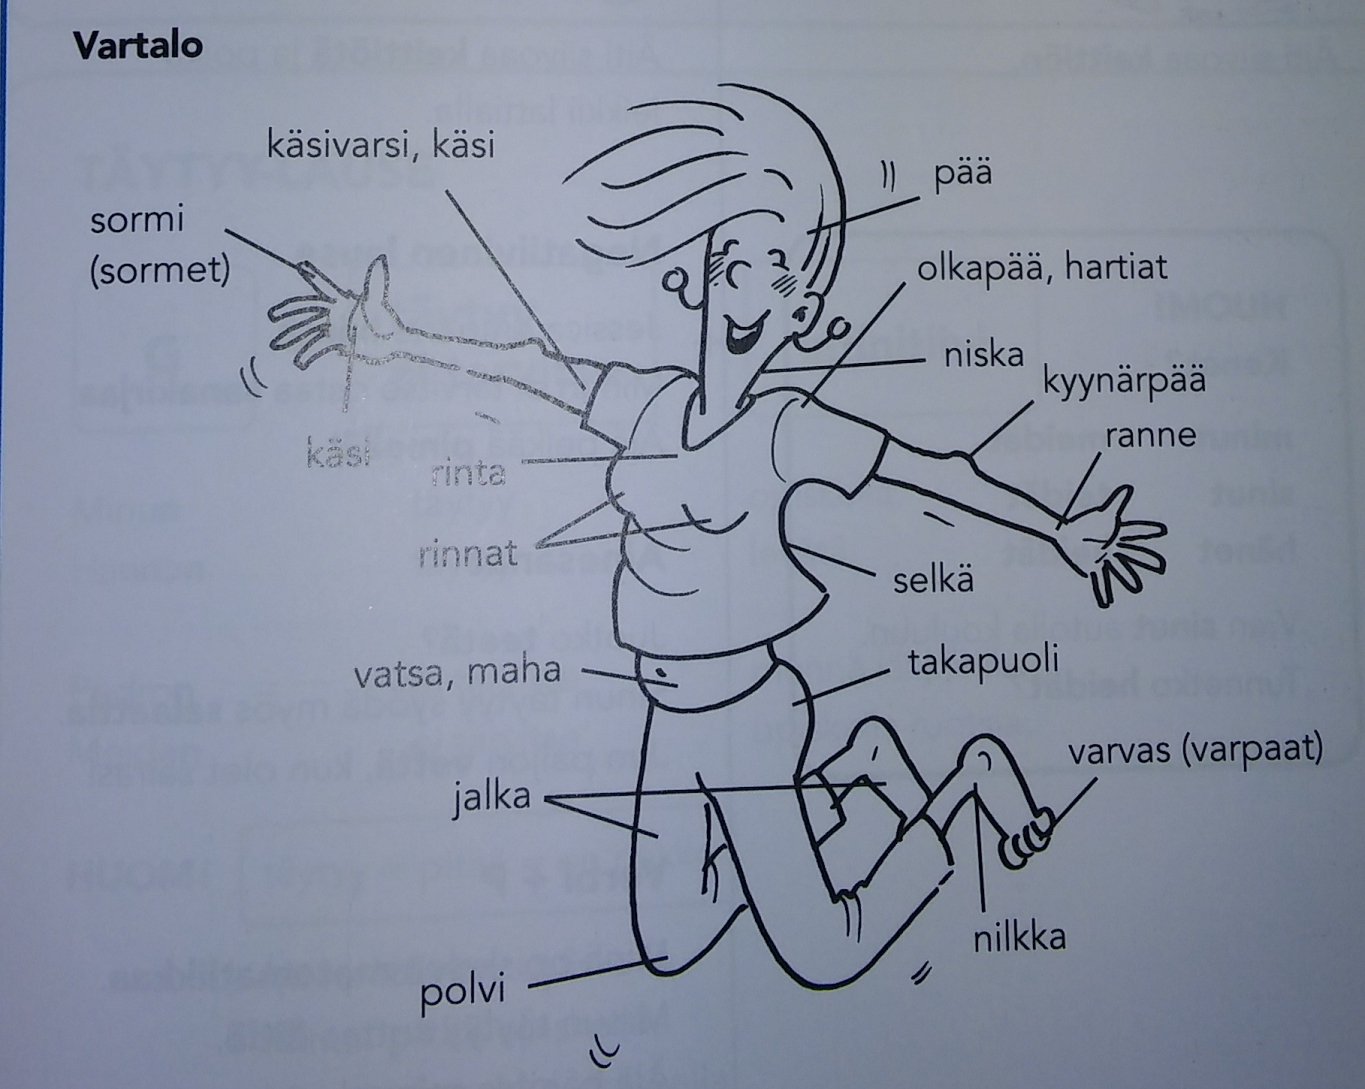 Vartalo
käsivarsi, käsi
pää
sormi
(sormet)
olkapää, hartiat
niska
kyynärpää
ranne
käsi
rinta
rinnat
selkä
vatsa, maha
takapuoli
varvas (varpaat)
jalka
nilkka
polvi